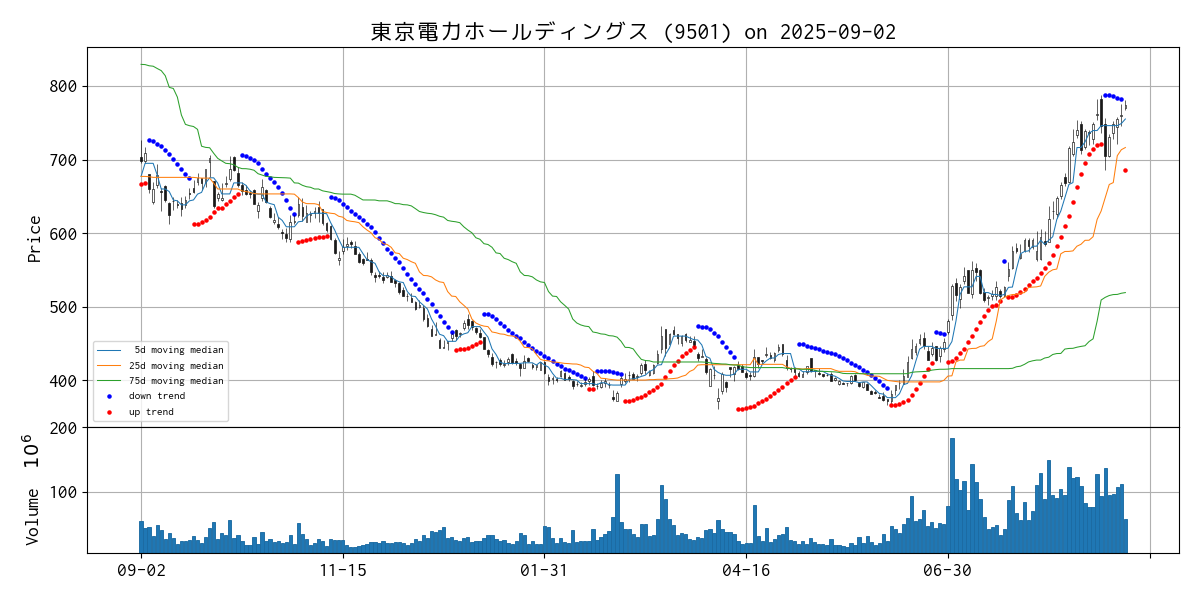 東京電力ホールディングス (9501) on 2025-09-02
Price
800
700
600
500
400
5d moving median
25d moving median
75d moving median
down trend
up trend
Volume 10^6
200
100
09-02
11-15
01-31
04-16
06-30